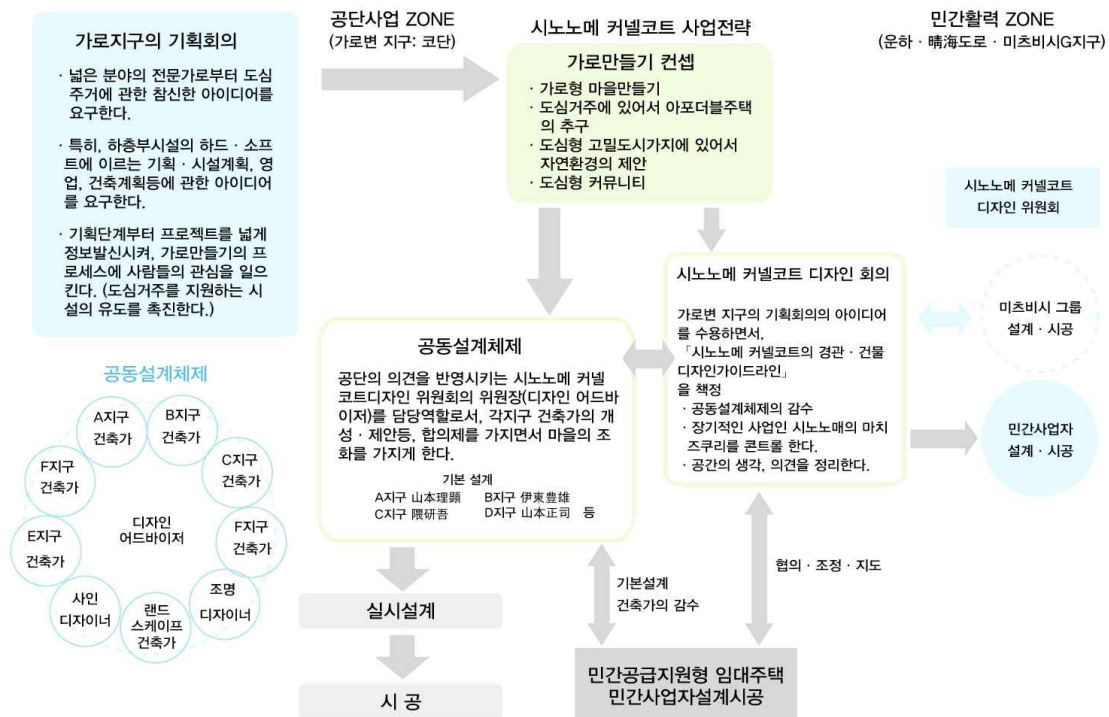 가로지구의 기획회의
· 넓은 분야의 전문가로부터 도심
주거에 관한 참신한 아이디어를
요구한다.
· 특히, 하층부시설의 하드 · 소프
트에 이르는 기획 · 시설계획, 영
업, 건축계획등에 관한 아이디어
를 요구한다.
· 기획단계부터 프로젝트를 넓게
정보발신시켜, 가로만들기의 프
로세스에 사람들의 관심을 일으
킨다. (도심거주를 지원하는 시
설의 유도를 촉진한다.)
공단사업 ZONE
(가로변 지구: 코단)
시노노메 커넬코트 사업전략
가로만들기 컨셉
· 가로형 마을만들기
· 도심거주에 있어서 아포더블주택
의 추구
· 도심형 고밀도시가지에 있어서
자연환경의 제안
· 도심형 커뮤니티
민간활력 ZONE
(운하 · 晴海도로 · 미츠비시G지구)
시노노메 커넬코트
디자인 위원회
시노노메 커넬코트 디자인 회의
가로변 지구의 기획회의의 아이디어
를 수용하면서,
「시노노메 커넬코트의 경관 · 건물
디자인가이드라인」
을 책정
· 공동설계체제의 감수
· 장기적인 사업인 시노노매의 마치
즈쿠리를 콘트롤 한다.
· 공간의 생각, 의견을 정리한다.
미츠비시 그룹
설계 · 시공
민간사업자
설계 · 시공
공동설계체제
공단의 의견을 반영시키는 시노노메 커넬
코트디자인 위원회의 위원장(디자인 어드바
이저)를 담당역할로서, 각지구 건축가의 개
성 · 제안등, 합의제를 가지면서 마을의 조
화를 가지게 한다.
기본 설계
A지구 山本理顕 B지구 伊東豊雄
C지구 隈研吾 D지구 山本正司 등
공동설계체제
A지구
건축가
B지구
건축가
C지구
건축가
F지구
건축가
조명
디자이너
랜드
스케이프
건축가
사인
디자이너
E지구
건축가
F지구
건축가
디자인
어드바이저
실시설계
시 공
기본설계
건축가의 감수
협의 · 조정 · 지도
민간공급지원형 임대주택
민간사업자설계시공